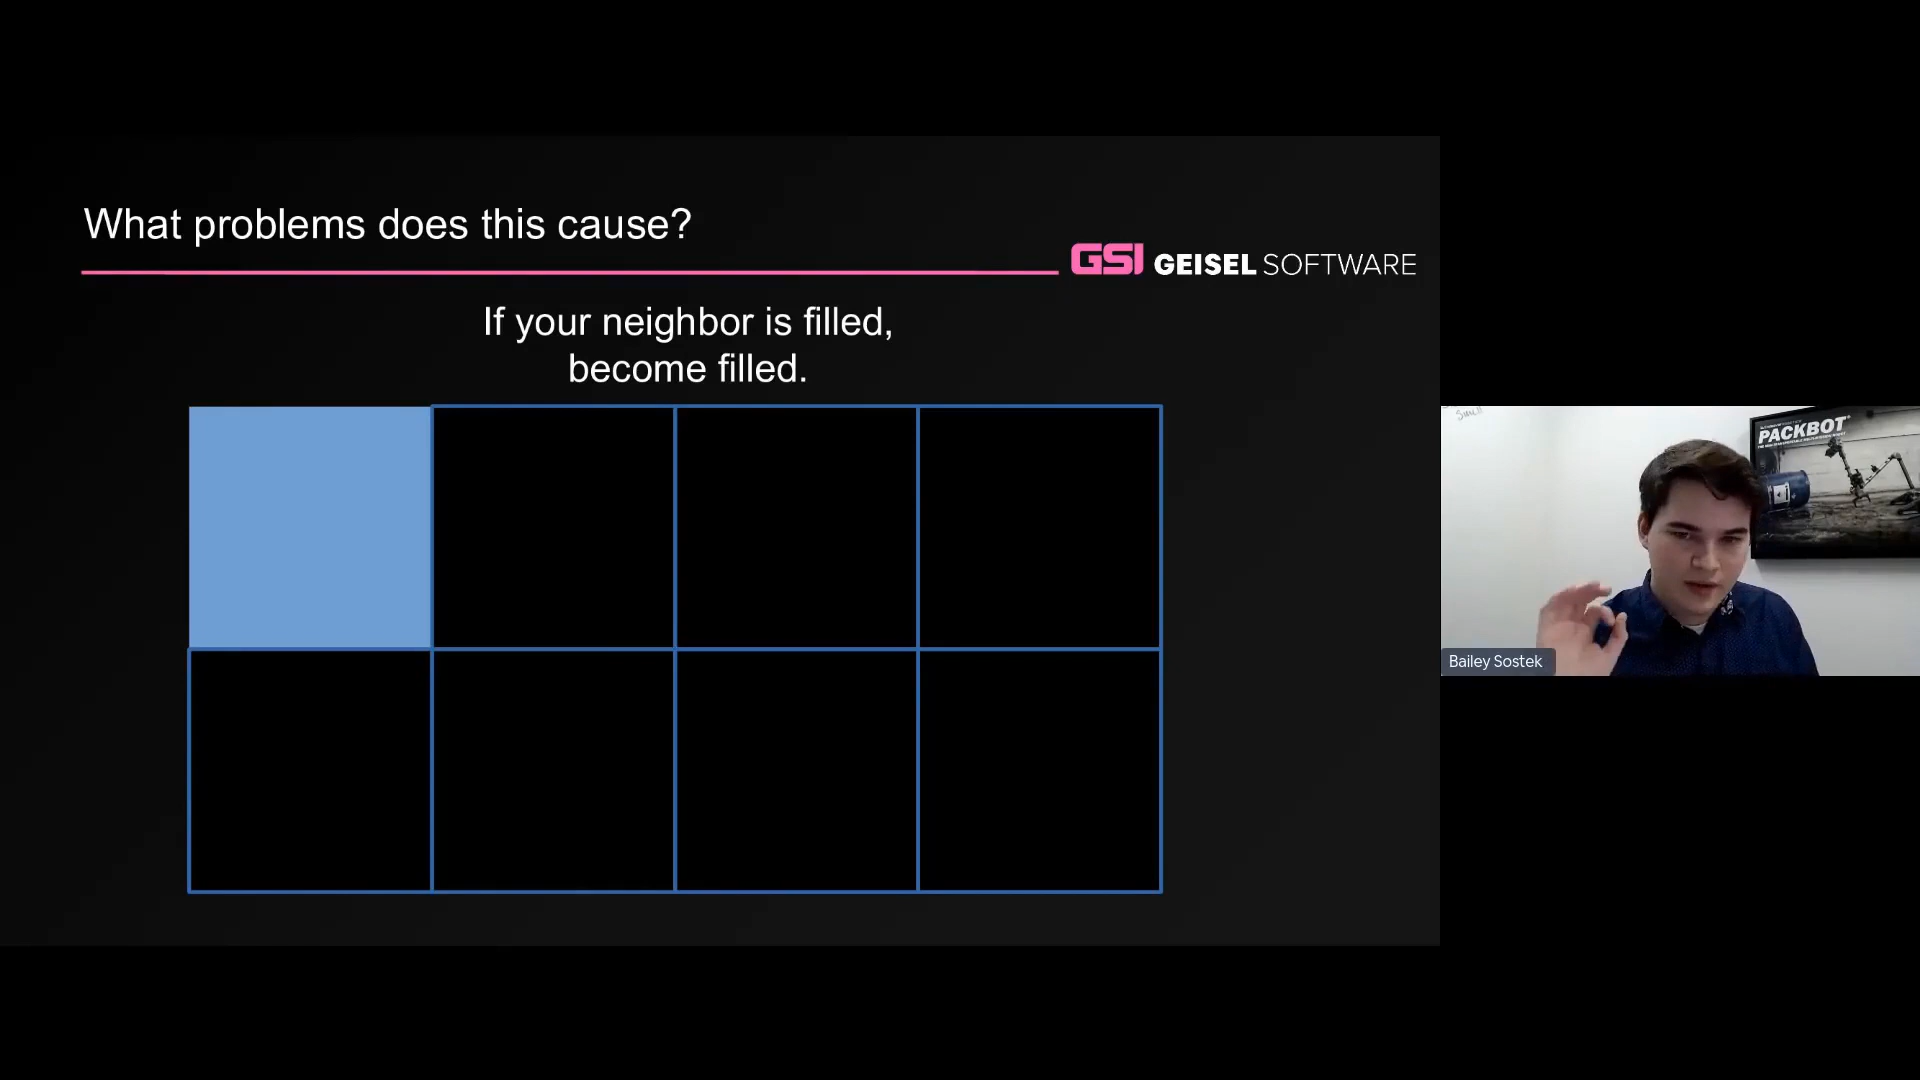 What problems does this cause?
GSI GEISEL SOFTWARE
If your neighbor is filled,
become filled.
PACKBOT
Bailey Sostek